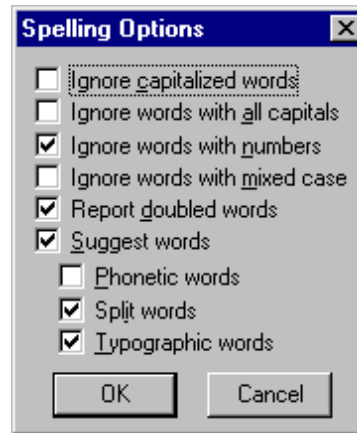 Spelling Options
Ignore capitalized words
Ignore words with all capitals
Ignore words with numbers
Ignore words with mixed case
Report doubled words
Suggest words
Phonetic words
Split words
Typographic words
OK Cancel